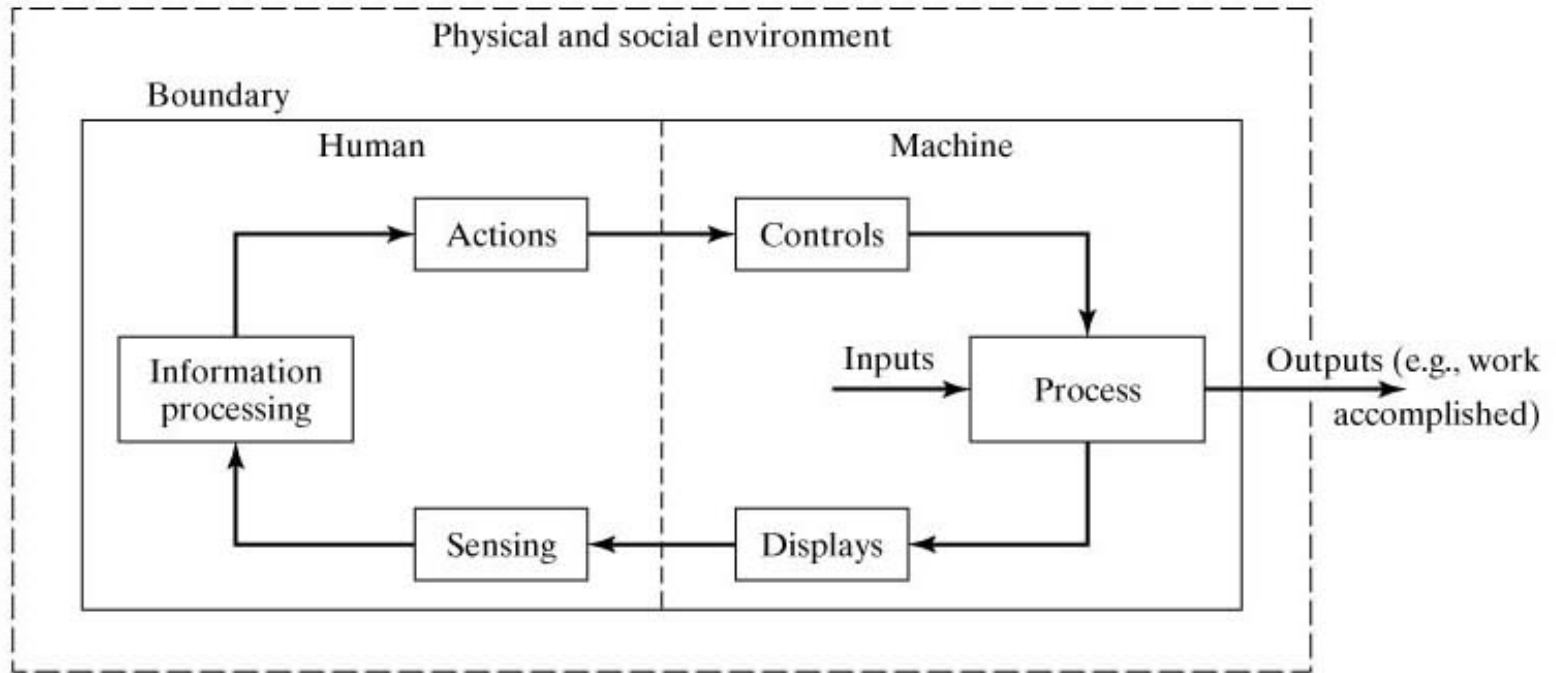 Physical and social environment
Boundary
Human
Machine
Actions
Controls
Information
processing
Inputs
Process
Outputs (e.g., work
accomplished)
Sensing
Displays